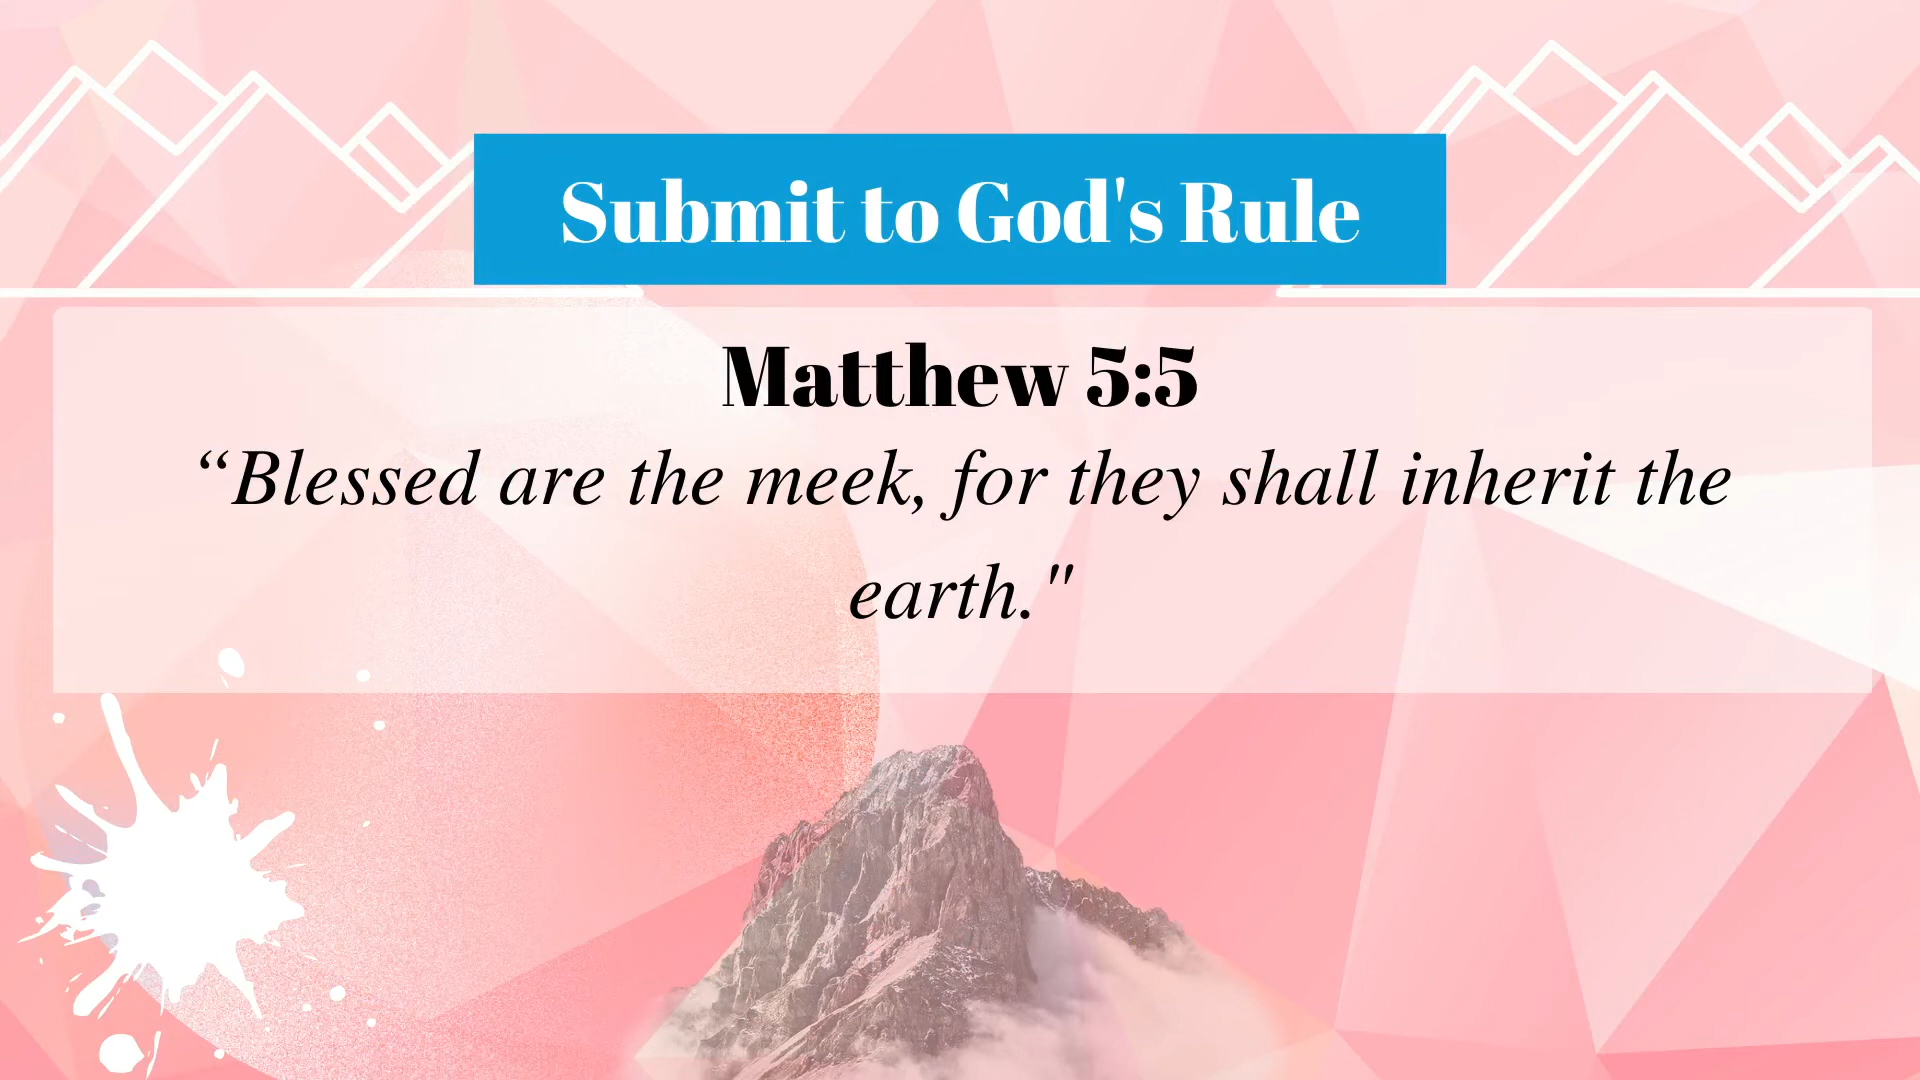 Submit to God's Rule
Matthew 5:5
“Blessed are the meek, for they shall inherit the
earth."